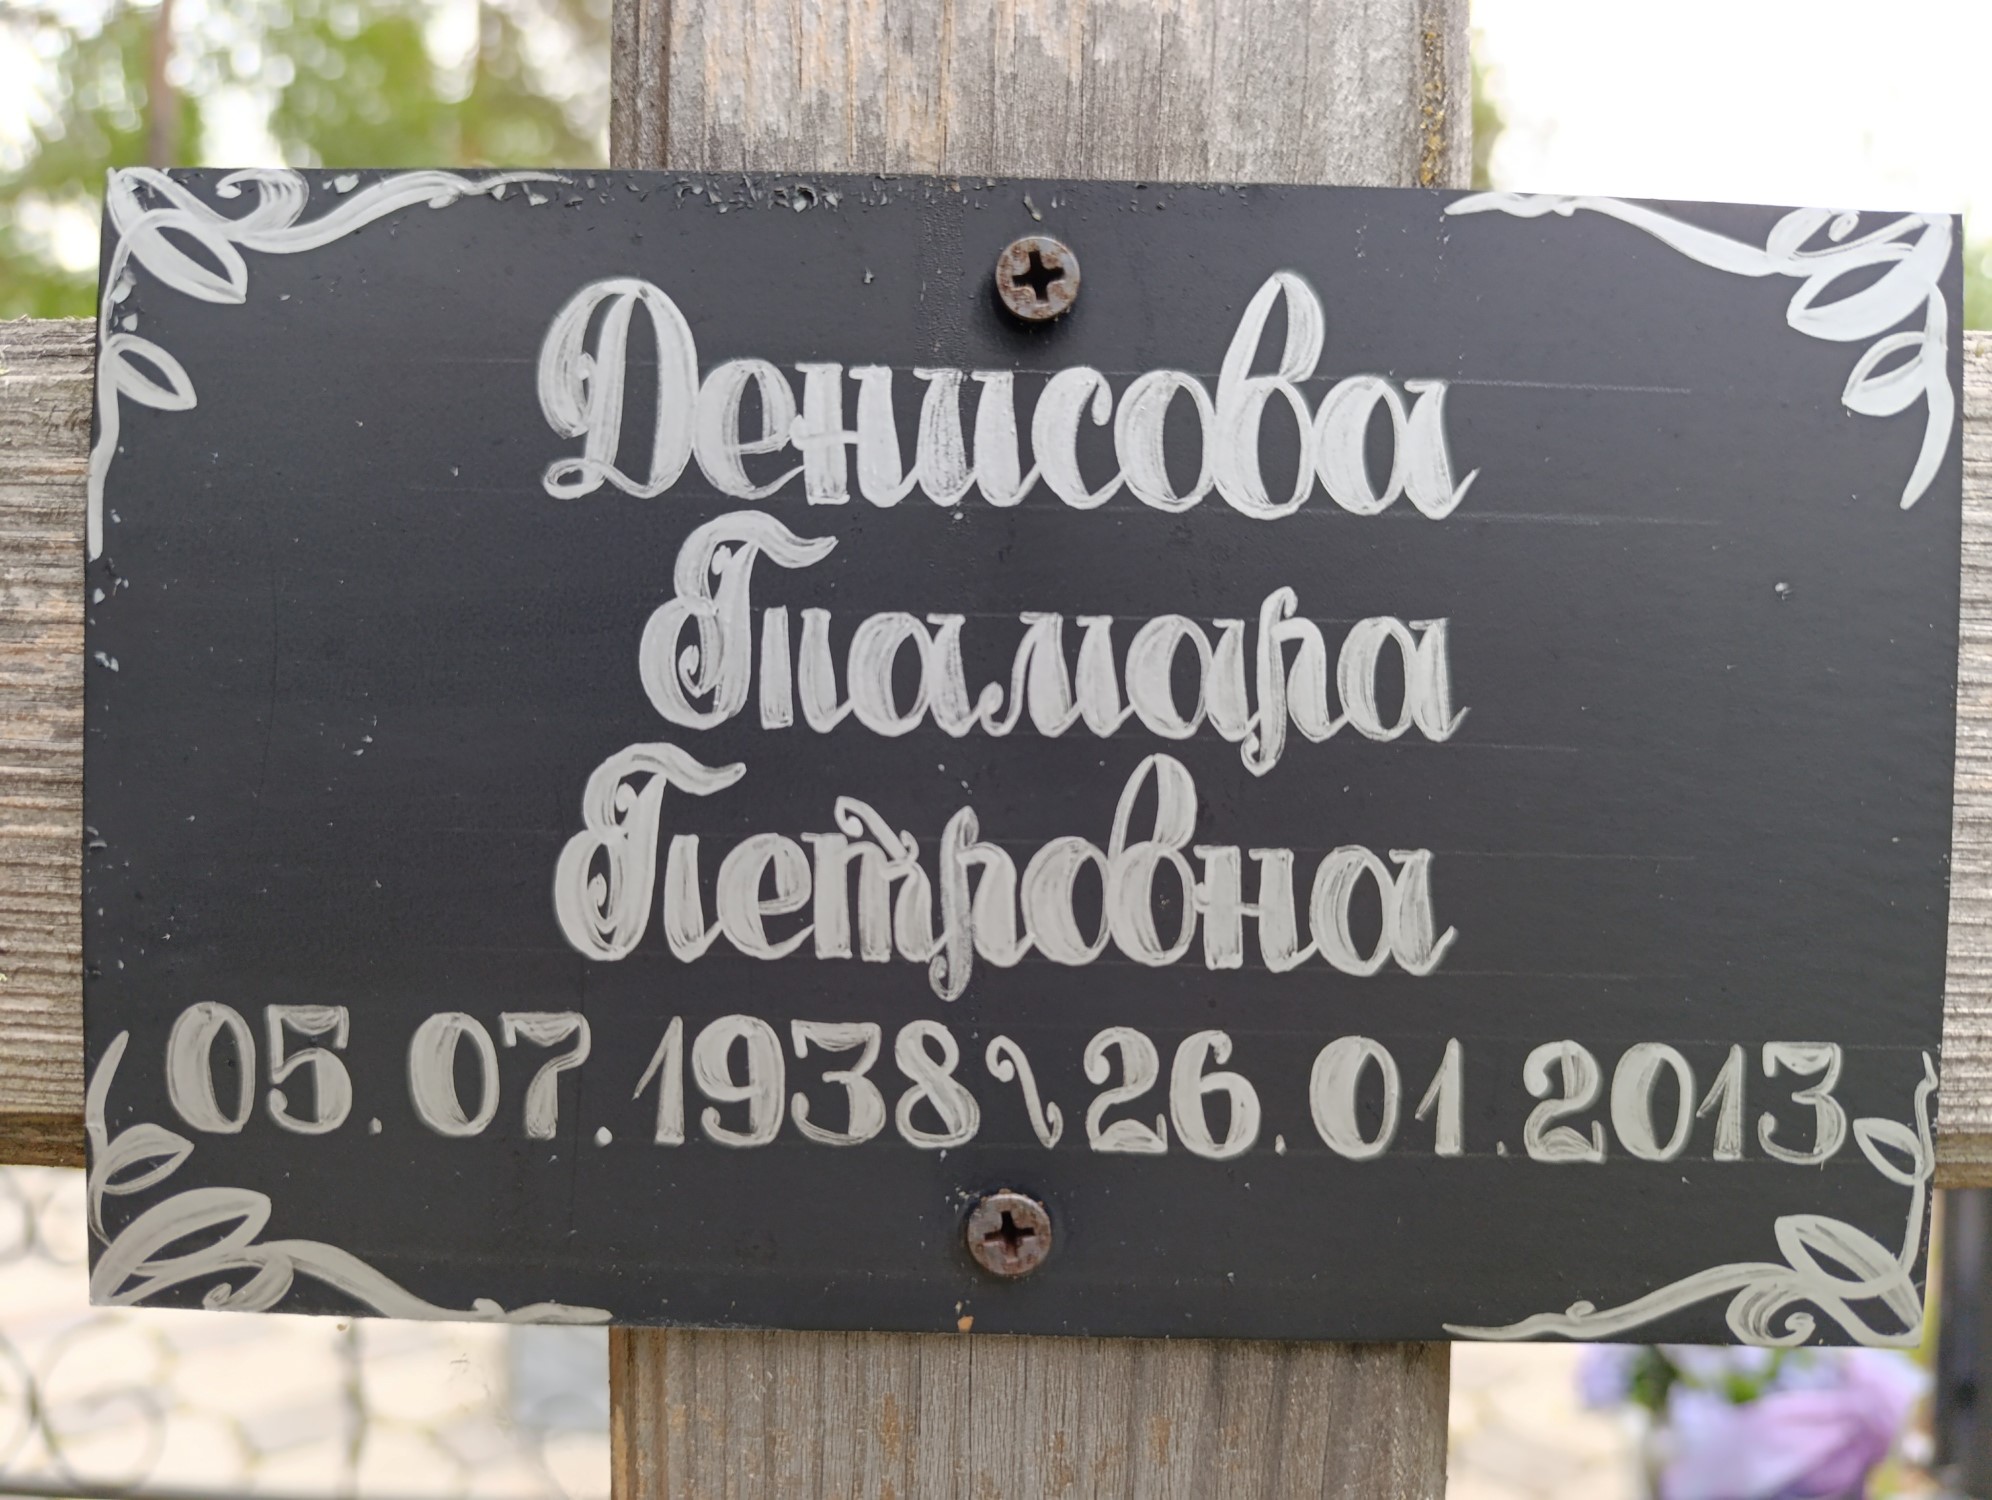 Денисова
Тамара
Петровна
05.07.1938\26.01.2013